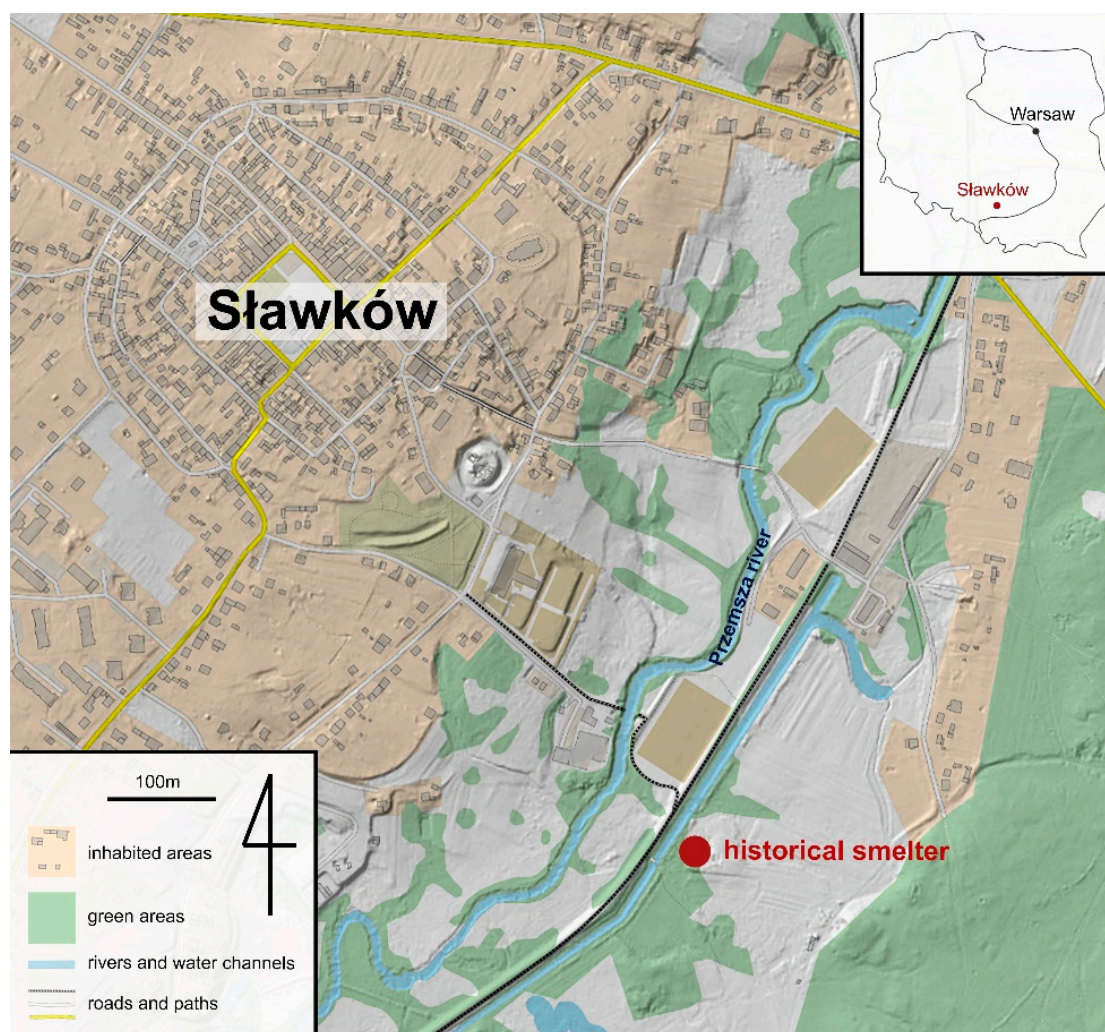 Warsaw
Sławków
Sławków
Przemsza river
historical smelter
100m
inhabited areas
green areas
rivers and water channels
roads and paths